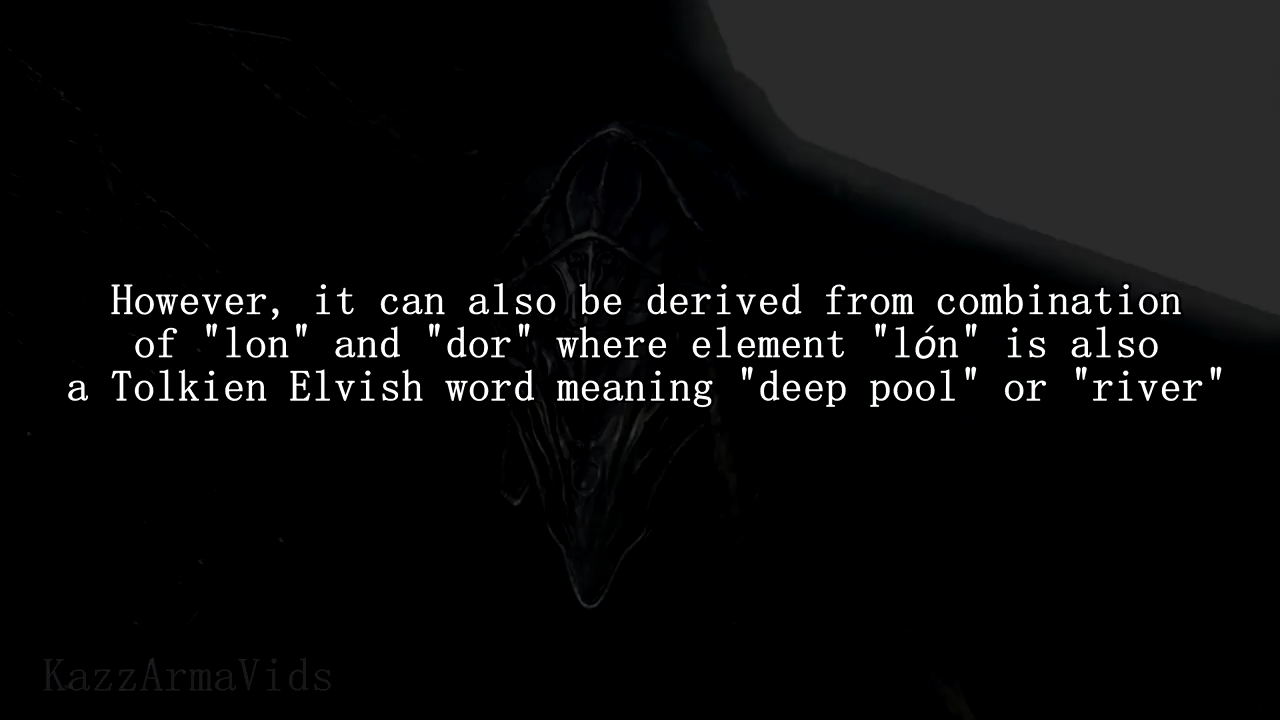 However, it can also be derived from combination
of "lon" and "dor" where element "lón" is also
a Tolkien Elvish word meaning "deep pool" or "river"
KazzArmaVids